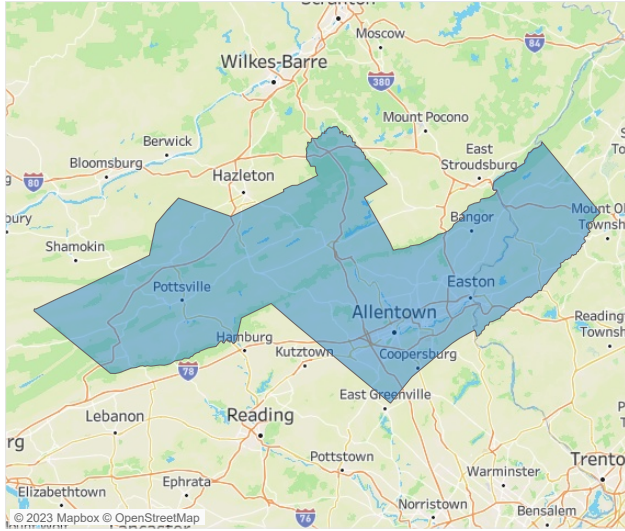 Moscow
84
Wilkes-Barre
380
Mount Pocono
Berwick
East
Stroudsburg
Bloomsburg
80
Hazleton
Bangor
Mount Ol
Townsh
Shamokin
Pottsville
Easton
Allentown
Reading
Townsh
Hamburg
Kutztown
Coopersburg
78
East Greenville
Lebanon
Reading
Pottstown
Warminster
Trento
Ephrata
Elizabethtown
Norristown
Bensalem
76
© 2023 Mapbox © OpenStreetMap